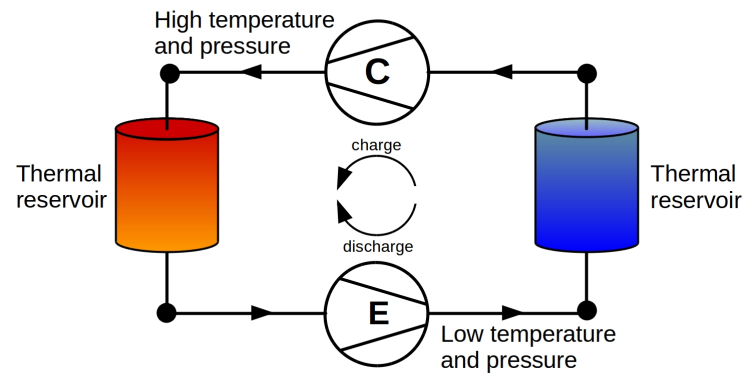 High temperature
and pressure
C
charge
Thermal
reservoir
Thermal
reservoir
discharge
E
Low temperature
and pressure